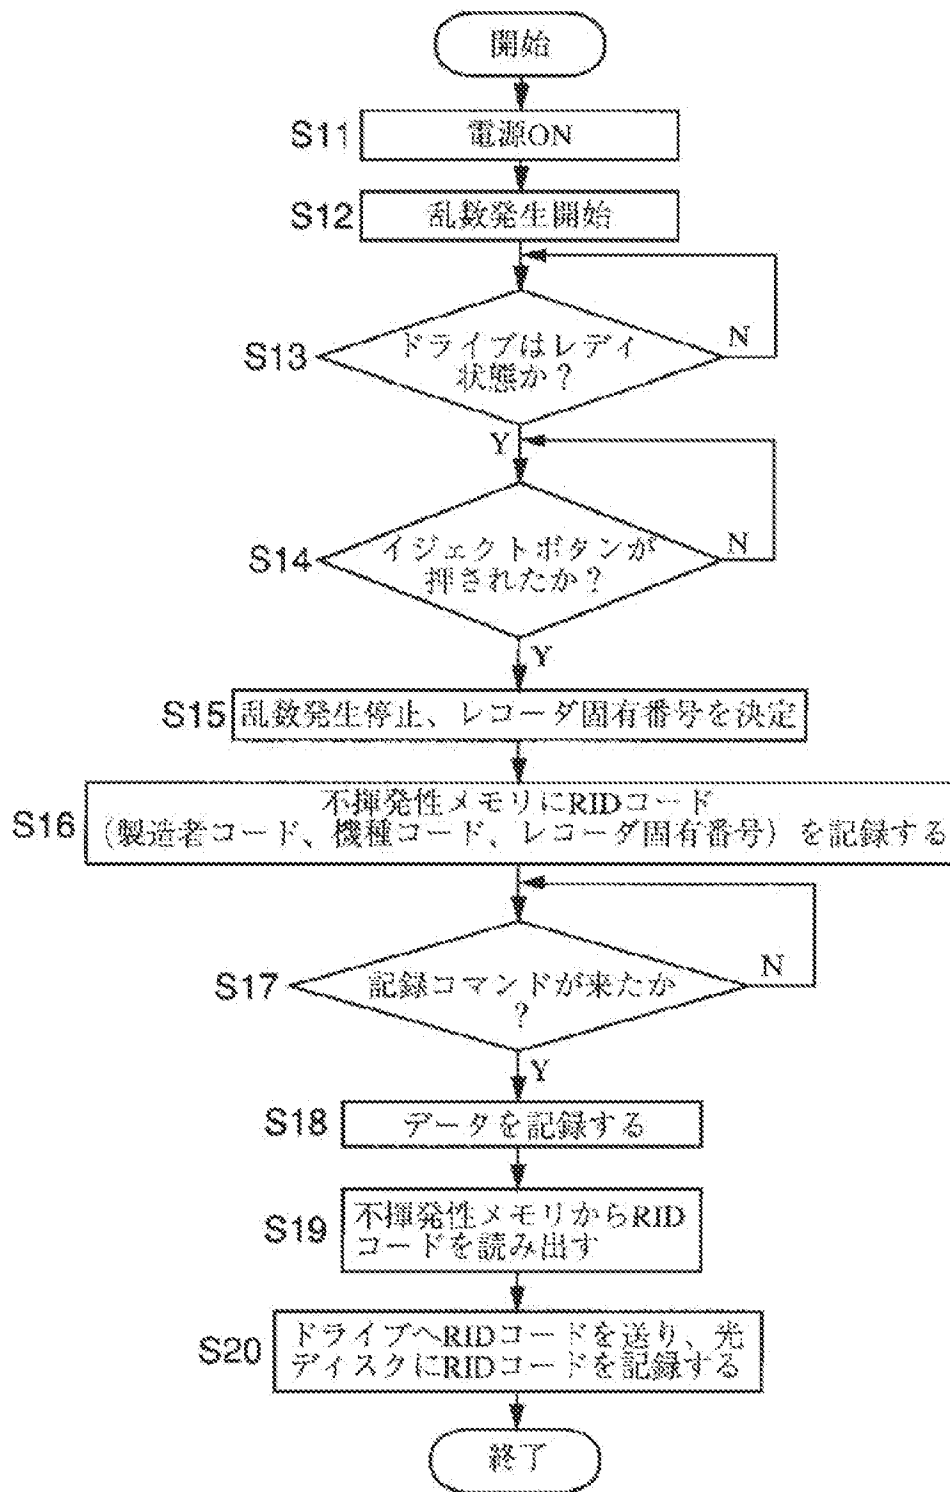 開始
S11 電源ON
S12 乱数発生開始
S13 ドライブはレディ
状態か？
N
Y
S14 イジェクトボタンが
押されたか？
N
Y
S15 乱数発生停止、レコーダ固有番号を決定
S16 不揮発性メモリにRIDコード
（製造者コード、機種コード、レコーダ固有番号）を記録する
S17 記録コマンドが来たか
？
N
Y
S18 データを記録する
S19 不揮発性メモリからRID
コードを読み出す
S20 ドライブへRIDコードを送り、光
ディスクにRIDコードを記録する
終了